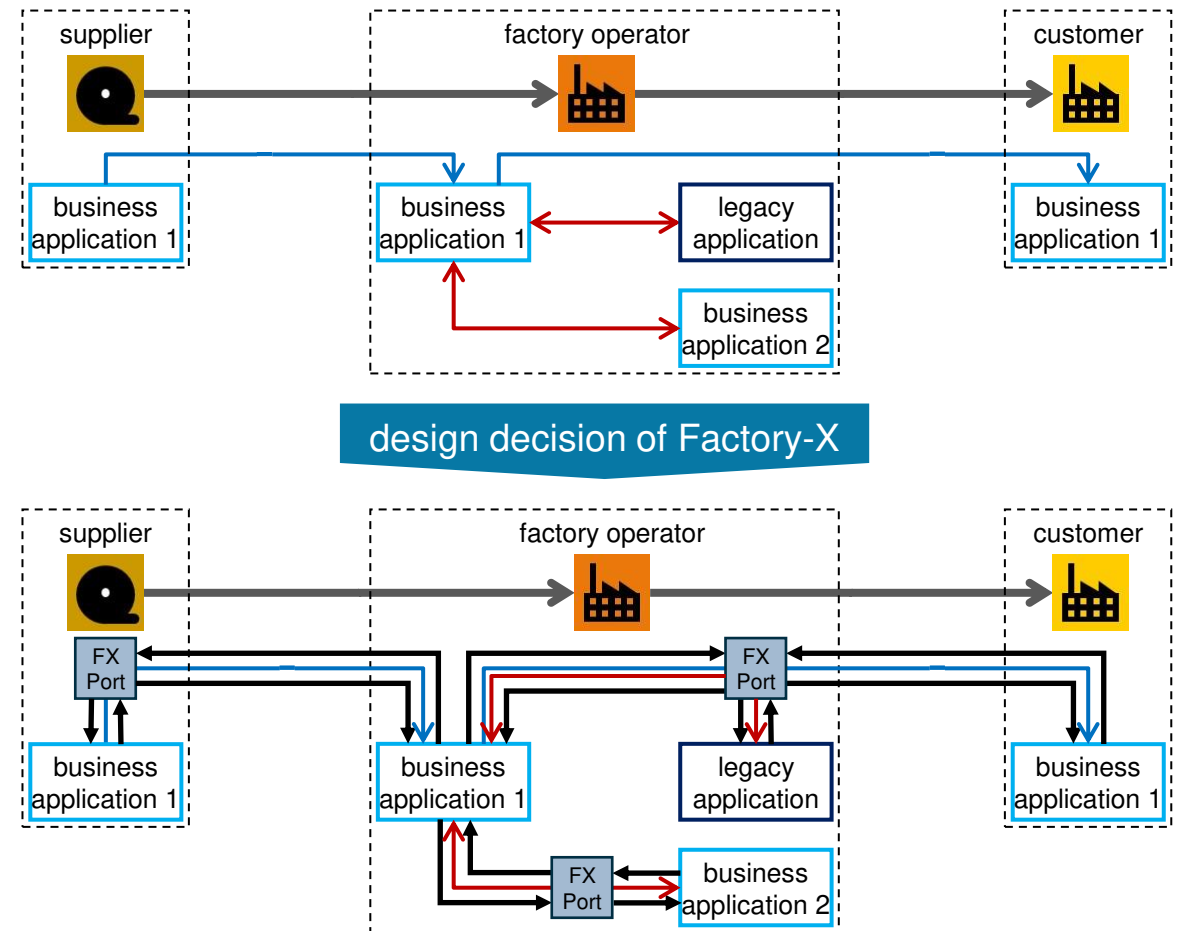 supplier
factory operator
customer
business
application 1
business
application 1
legacy
application
business
application 1
business
application 2
design decision of Factory-X
supplier
factory operator
customer
FX
Port
FX
Port
business
application 1
business
application 1
legacy
application
business
application 1
FX
Port
business
application 2